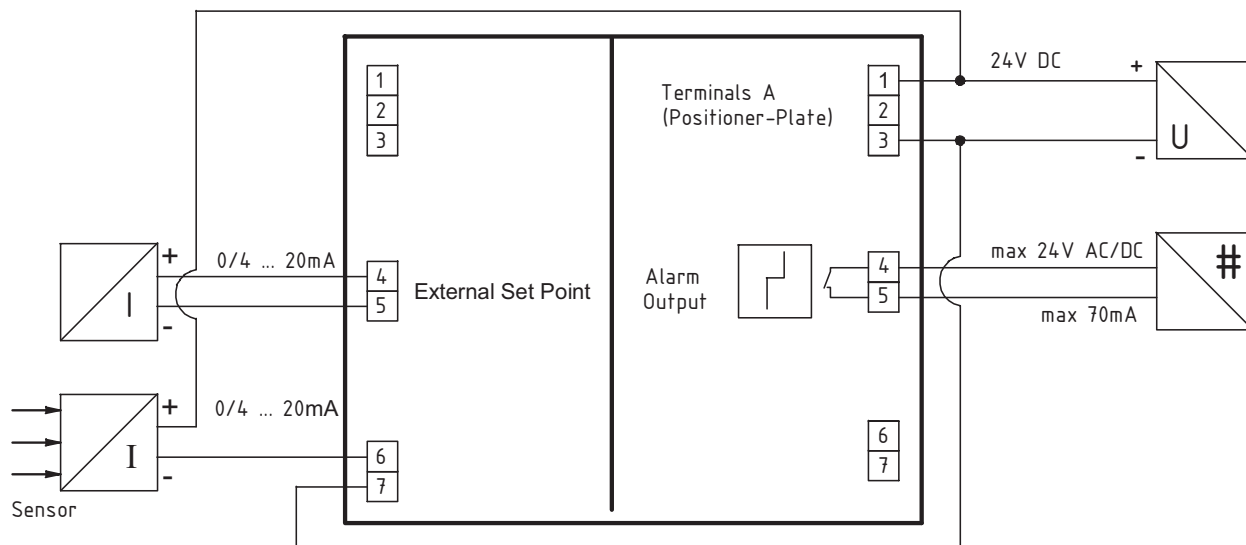 24V DC
+
1
2
3
Terminals A
(Positioner-Plate)
1
2
3
U
-
+
0/4 ... 20mA
I
-
4
5
External Set Point
Alarm
Output
4
5
max 24V AC/DC
max 70mA
#
+
0/4 ... 20mA
I
-
6
7
6
7
Sensor